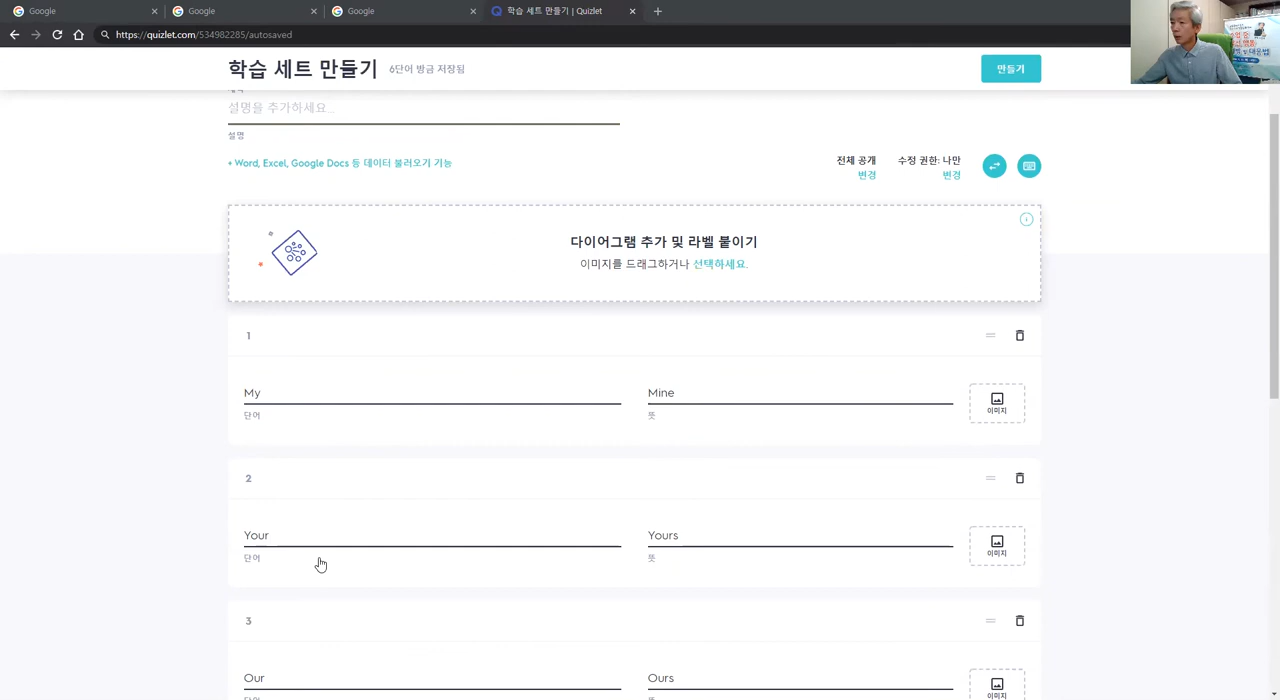 Google
Google
Google
학습 세트 만들기 | Quizlet
https://quizlet.com/534982285/autosaved
학습 세트 만들기
6단어 방금 저장됨
만들기
설명을 추가하세요...
설명
+ Word, Excel, Google Docs 등 데이터 불러오기 기능
전체 공개
변경
수정 권한: 나만
변경
다이어그램 추가 및 라벨 붙이기
이미지를 드래그하거나 선택하세요.
1
My
단어
Mine
뜻
이미지
2
Your
단어
Yours
뜻
이미지
3
Our
Ours
이미지